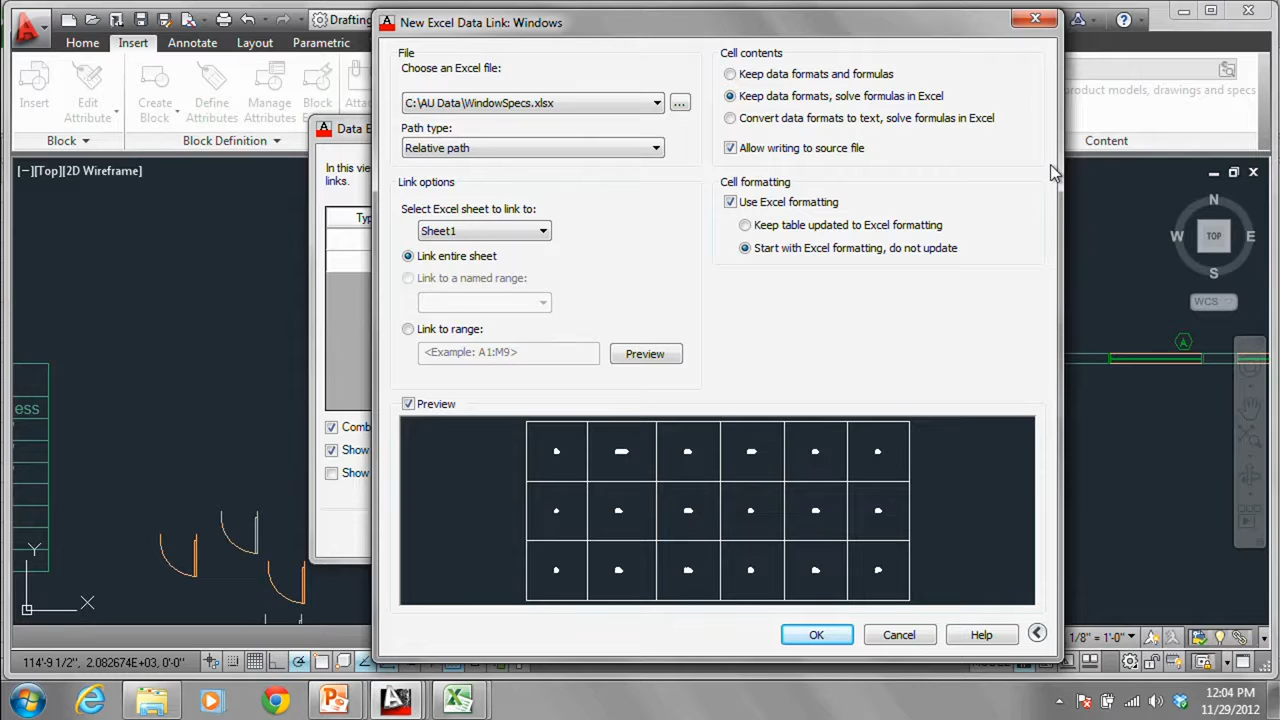 Drafting
New Excel Data Link: Windows
Home
Insert
Annotate
Layout
Parametric
Insert
Edit
Attribute
Create
Block
Define
Attributes
Manage
Attributes
Block
Block
Block Definition
product models, drawings and specs
Content
[−][Top][2D Wireframe]
Data E
In this view
links.
Typ
Comb
Show
Show
File
Choose an Excel file:
C:\AU Data\WindowSpecs.xlsx
...
Path type:
Relative path
Link options
Select Excel sheet to link to:
Sheet1
Link entire sheet
Link to a named range:
Link to range:
<Example: A1:M9>
Preview
Cell contents
Keep data formats and formulas
Keep data formats, solve formulas in Excel
Convert data formats to text, solve formulas in Excel
Allow writing to source file
Cell formatting
Use Excel formatting
Keep table updated to Excel formatting
Start with Excel formatting, do not update
Preview
OK
Cancel
Help
N
W
TOP
E
S
WCS
A
ess
Y
X
114'-9 1/2", 2.082674E+03, 0'-0"
1/8" = 1'-0"
12:04 PM
11/29/2012